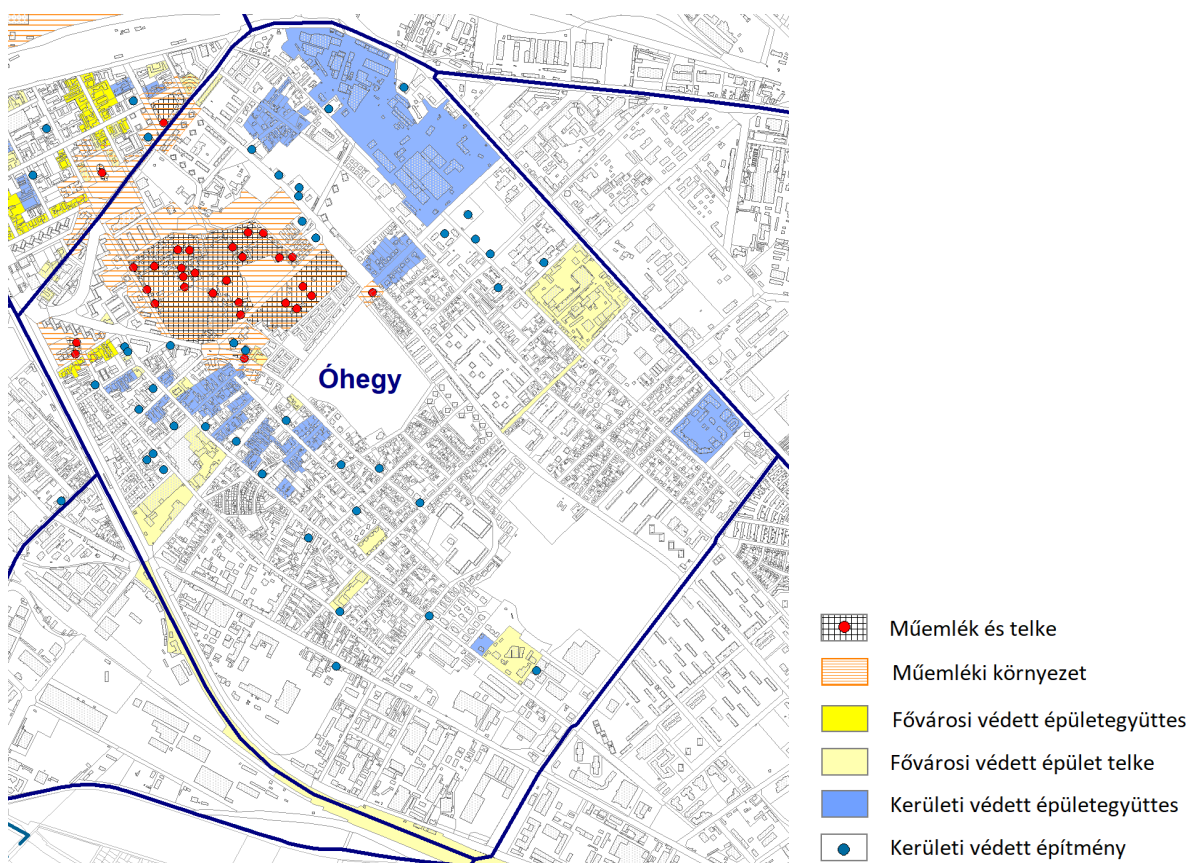 Óhegy
Műemlék és telke
Műemléki környezet
Fővárosi védett épületegyüttes
Fővárosi védett épület telke
Kerületi védett épületegyüttes
Kerületi védett építmény